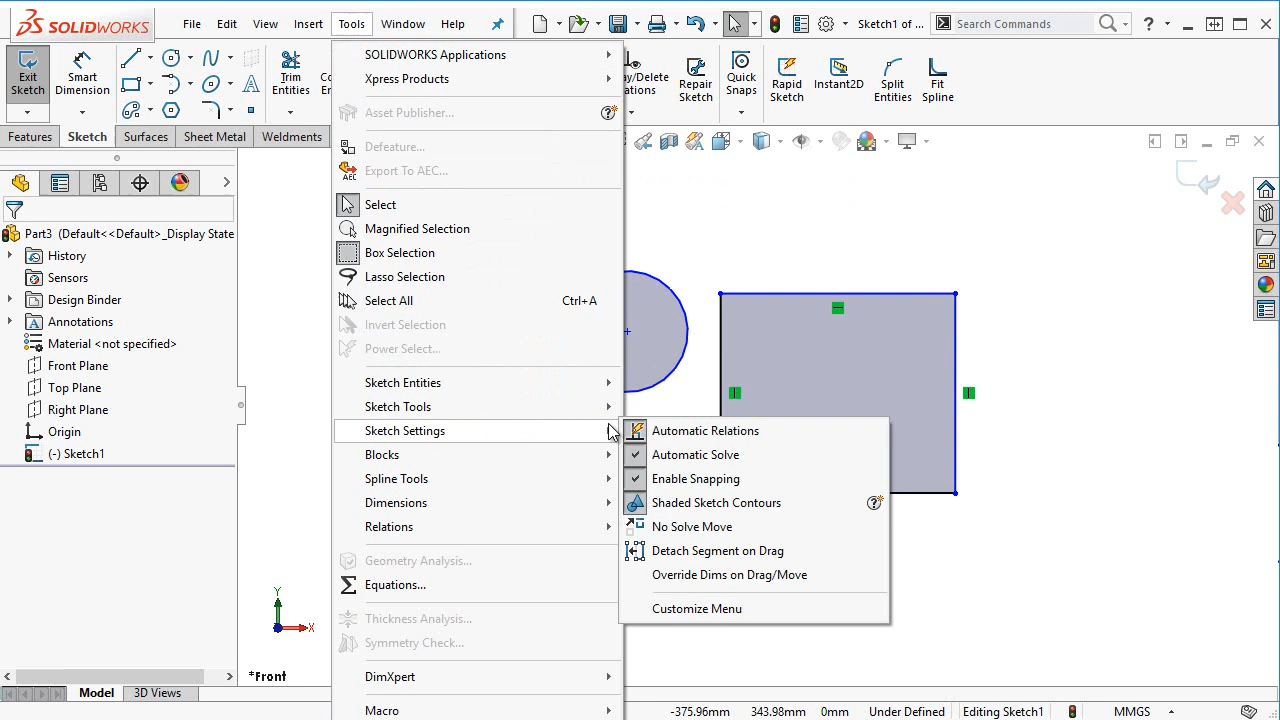 SOLIDWORKS
File Edit View Insert Tools Window Help
Sketch1 of ...
Search Commands
Exit Sketch
Smart Dimension
Trim Entities
Repair Sketch
Quick Snaps
Rapid Sketch
Instant2D
Split Entities
Fit Spline
Features Sketch Surfaces Sheet Metal Weldments
Part3 (Default<<Default>_Display State
History
Sensors
Design Binder
Annotations
Material <not specified>
Front Plane
Top Plane
Right Plane
Origin
(-) Sketch1
SOLIDWORKS Applications
Xpress Products
Asset Publisher...
Defeature...
Export To AEC...
Select
Magnified Selection
Box Selection
Lasso Selection
Select All Ctrl+A
Invert Selection
Power Select...
Sketch Entities
Sketch Tools
Sketch Settings
Blocks
Spline Tools
Dimensions
Relations
Geometry Analysis...
Equations...
Thickness Analysis...
Symmetry Check...
DimXpert
Macro
Automatic Relations
Automatic Solve
Enable Snapping
Shaded Sketch Contours
No Solve Move
Detach Segment on Drag
Override Dims on Drag/Move
Customize Menu
Y
X
*Front
Model 3D Views
-375.96mm 343.98mm 0mm Under Defined Editing Sketch1 MMGS